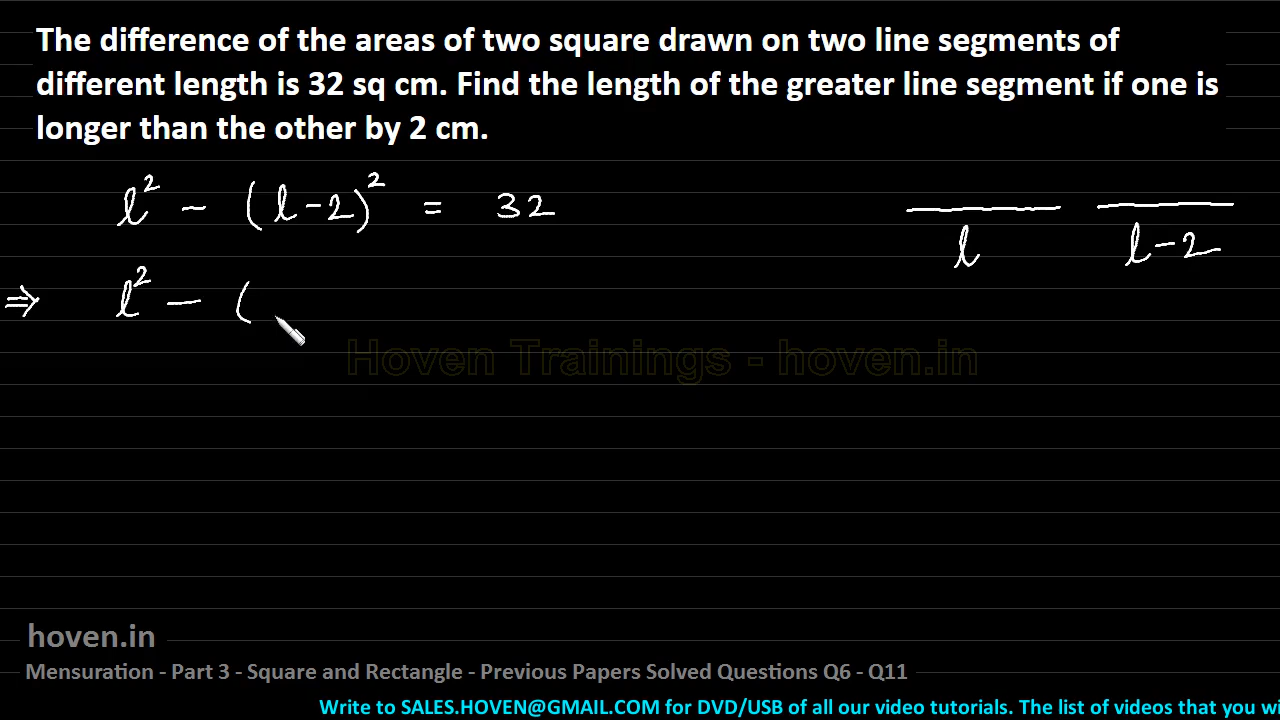 The difference of the areas of two square drawn on two line segments of
different length is 32 sq cm. Find the length of the greater line segment if one is
longer than the other by 2 cm.
l² - (l-2)² = 32
l l-2
⇒ l² - (
Hoven Trainings - hoven.in
hoven.in
Mensuration - Part 3 - Square and Rectangle - Previous Papers Solved Questions Q6 - Q11
Write to SALES.HOVEN@GMAIL.COM for DVD/USB of all our video tutorials. The list of videos that you wi